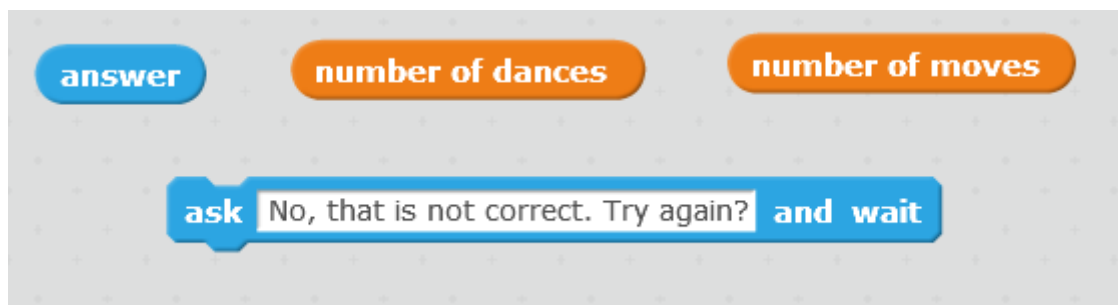 answer number of dances number of moves
ask No, that is not correct. Try again? and wait